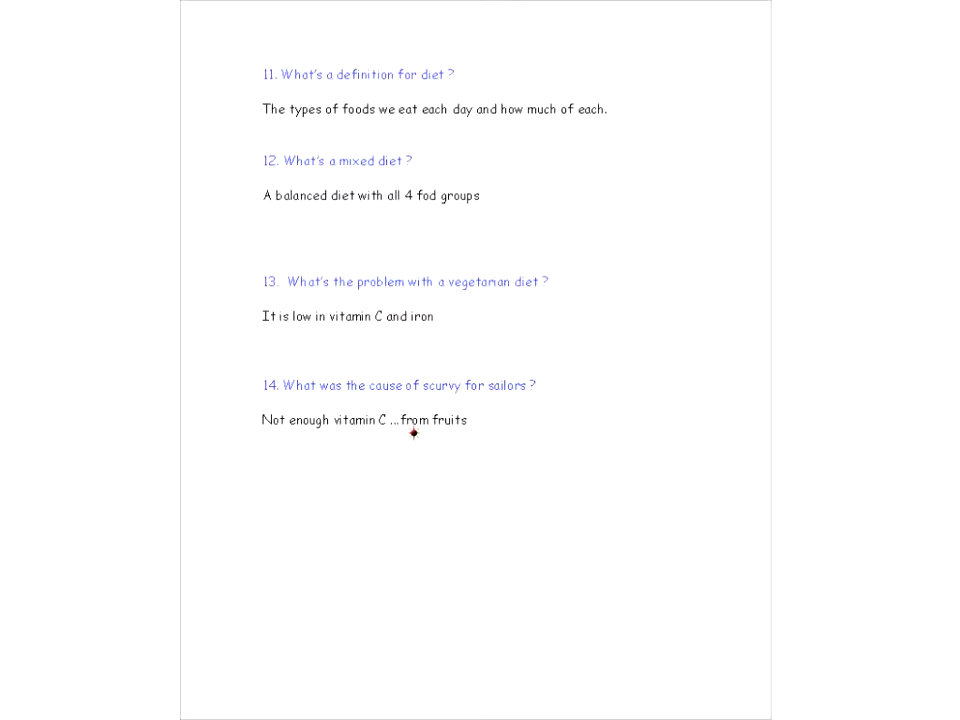 11. What's a definition for diet ?
The types of foods we eat each day and how much of each.
12. What's a mixed diet ?
A balanced diet with all 4 fod groups
13. What's the problem with a vegetarian diet ?
It is low in vitamin C and iron
14. What was the cause of scurvy for sailors ?
Not enough vitamin C ...from fruits